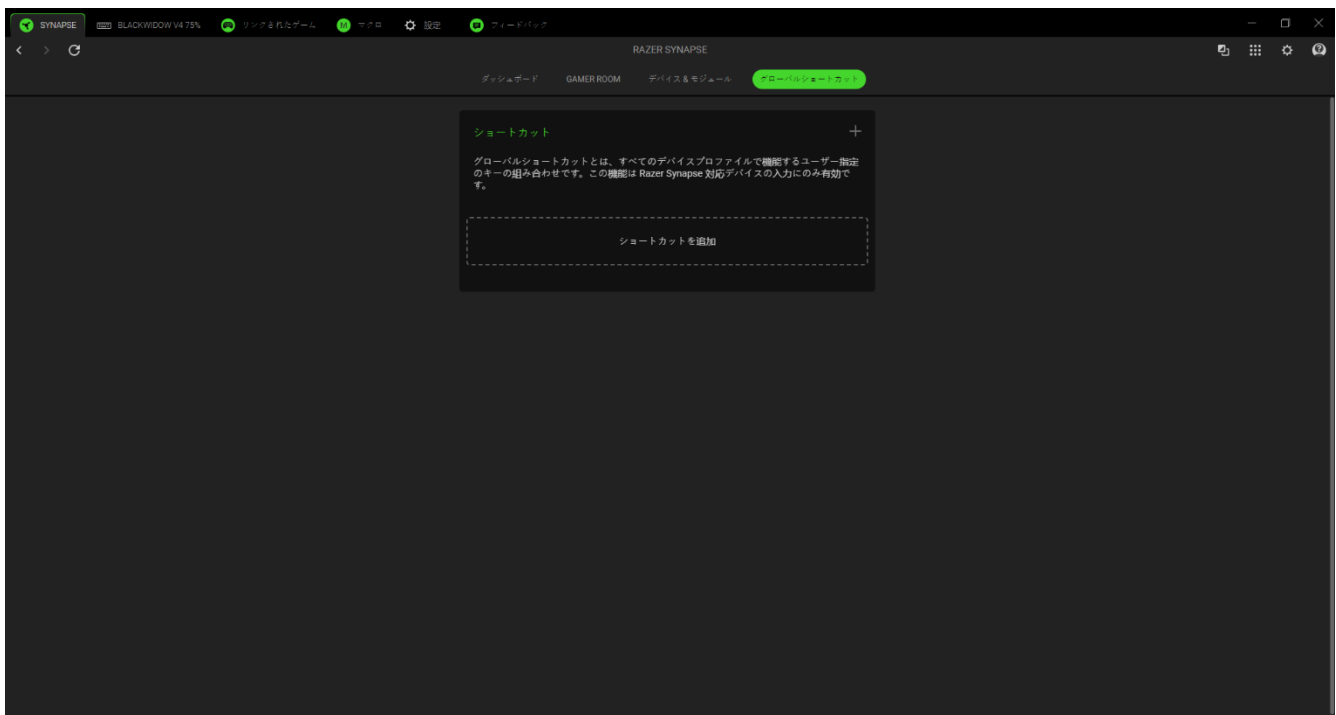 SYNAPSE BLACKWIDOW V4 75% リンクされたゲーム マクロ 設定 フィードバック
RAZER SYNAPSE
ダッシュボード GAMER ROOM デバイス＆モジュール グローバルショートカット
ショートカット
グローバルショートカットとは、すべてのデバイスプロファイルで機能するユーザー指定
のキーの組み合わせです。この機能は Razer Synapse 対応デバイスの入力にのみ有効で
す。
ショートカットを追加